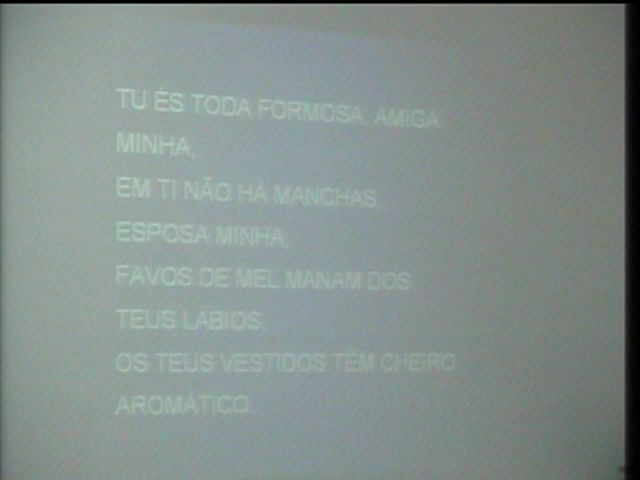 TU ÉS TODA FORMOSA, AMIGA
MINHA,
EM TI NÃO HÁ MANCHAS,
ESPOSA MINHA;
FAVOS DE MEL MANAM DOS
TEUS LÁBIOS;
OS TEUS VESTIDOS TÊM CHEIRO
AROMÁTICO.